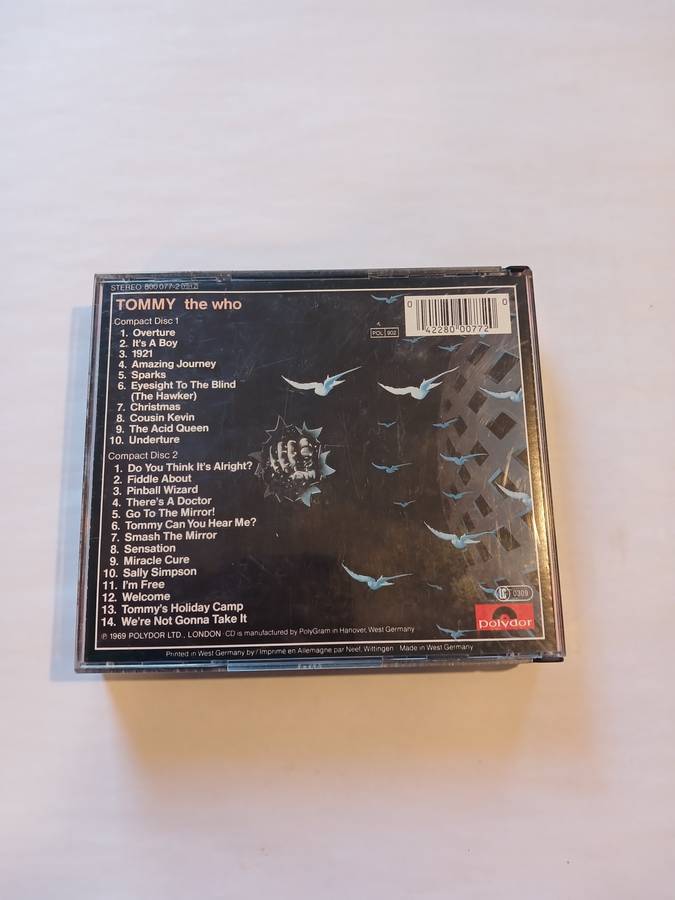 STEREO 800 077-2
TOMMY the who
Compact Disc 1
1. Overture
2. It's A Boy
3. 1921
4. Amazing Journey
5. Sparks
6. Eyesight To The Blind
(The Hawker)
7. Christmas
8. Cousin Kevin
9. The Acid Queen
10. Underture
Compact Disc 2
1. Do You Think It's Alright?
2. Fiddle About
3. Pinball Wizard
4. There's A Doctor
5. Go To The Mirror!
6. Tommy Can You Hear Me?
7. Smash The Mirror
8. Sensation
9. Miracle Cure
10. Sally Simpson
11. I'm Free
12. Welcome
13. Tommy's Holiday Camp
14. We're Not Gonna Take It
℗ 1969 POLYDOR LTD., LONDON · CD is manufactured by PolyGram in Hanover, West Germany
Printed in West Germany by / Imprimé en Allemagne par Neef, Wittingen · Made in West Germany
0 42280 00772 0
POL 902
LC 0309
polydor